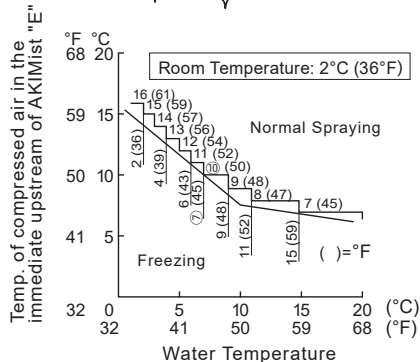 Temp. of compressed air in the
immediate upstream of AKIMist "E"
°F °C
68 20
Room Temperature: 2°C (36°F)
16 (61)
15 (59)
59 15
14 (57)
13 (56)
Normal Spraying
12 (54)
11 (52)
50 10
⑩ (50)
9 (48)
8 (47)
7 (45)
2 (36)
4 (39)
6 (43)
⑦ (45)
9 (48)
11 (52)
15 (59)
41 5
( )=°F
Freezing
32 0 5 10 15 20 (°C)
32 41 50 59 68 (°F)
Water Temperature